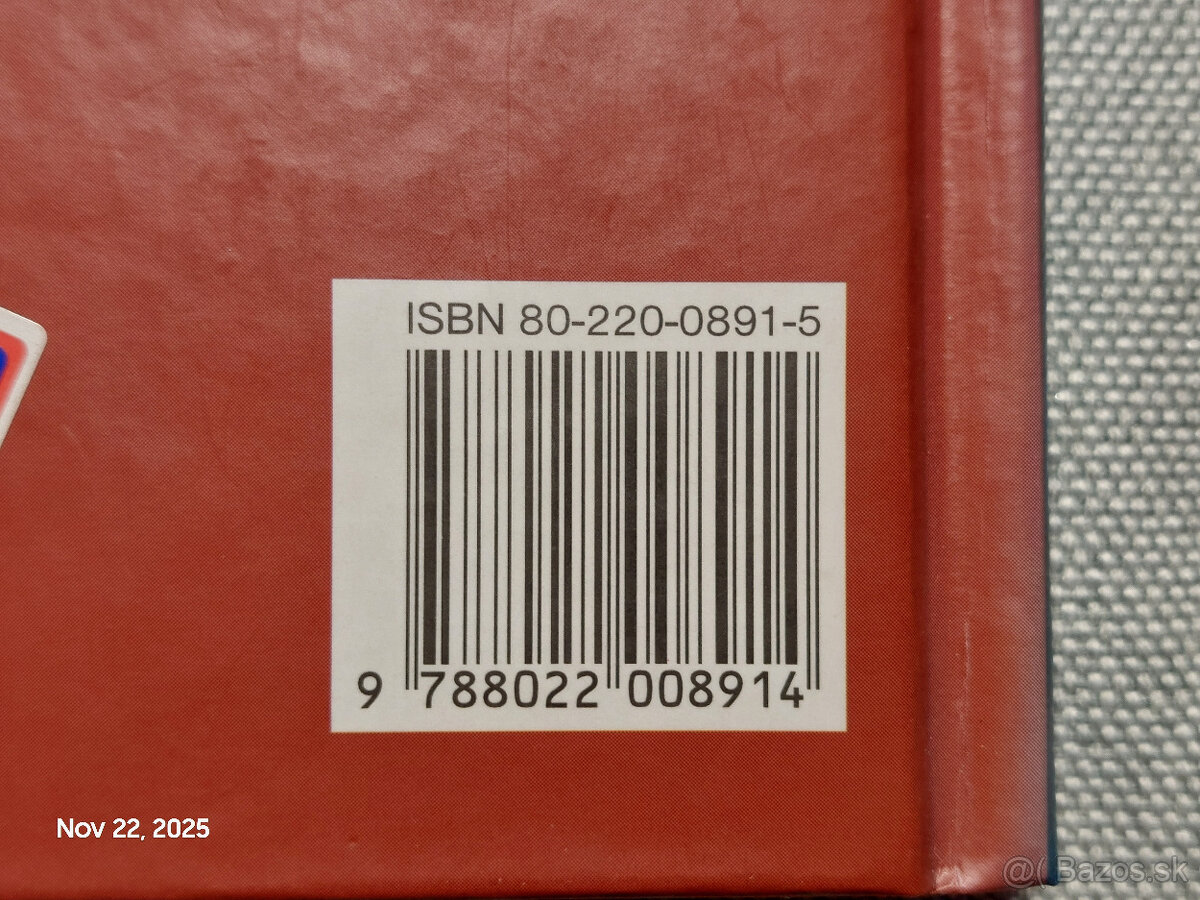 ISBN 80-220-0891-5
9 788022 008914
Nov 22, 2025
@( Bazos.sk